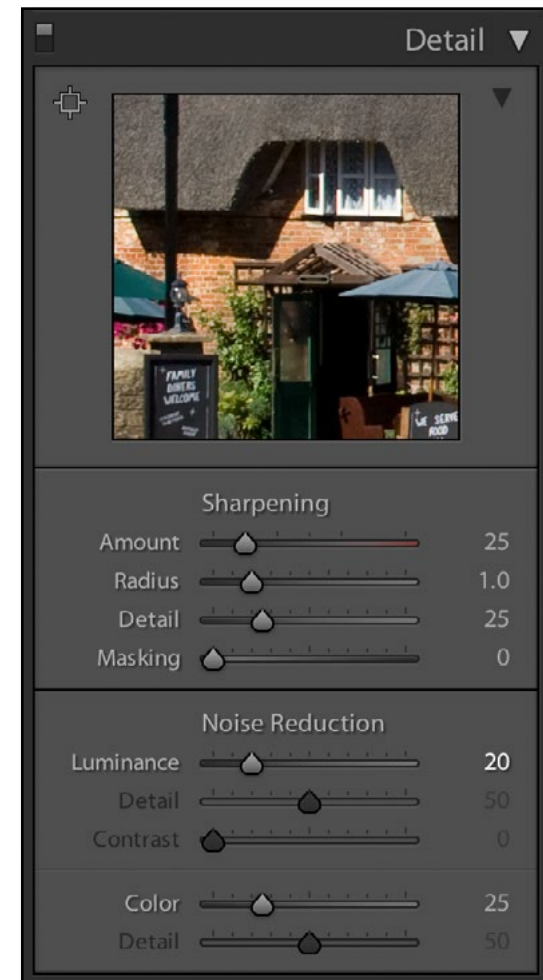 Detail
FAMILY
DINERS
WELCOME
WE SERVE
FOOD
Sharpening
Amount 25
Radius 1.0
Detail 25
Masking 0
Noise Reduction
Luminance 20
Detail 50
Contrast 0
Color 25
Detail 50